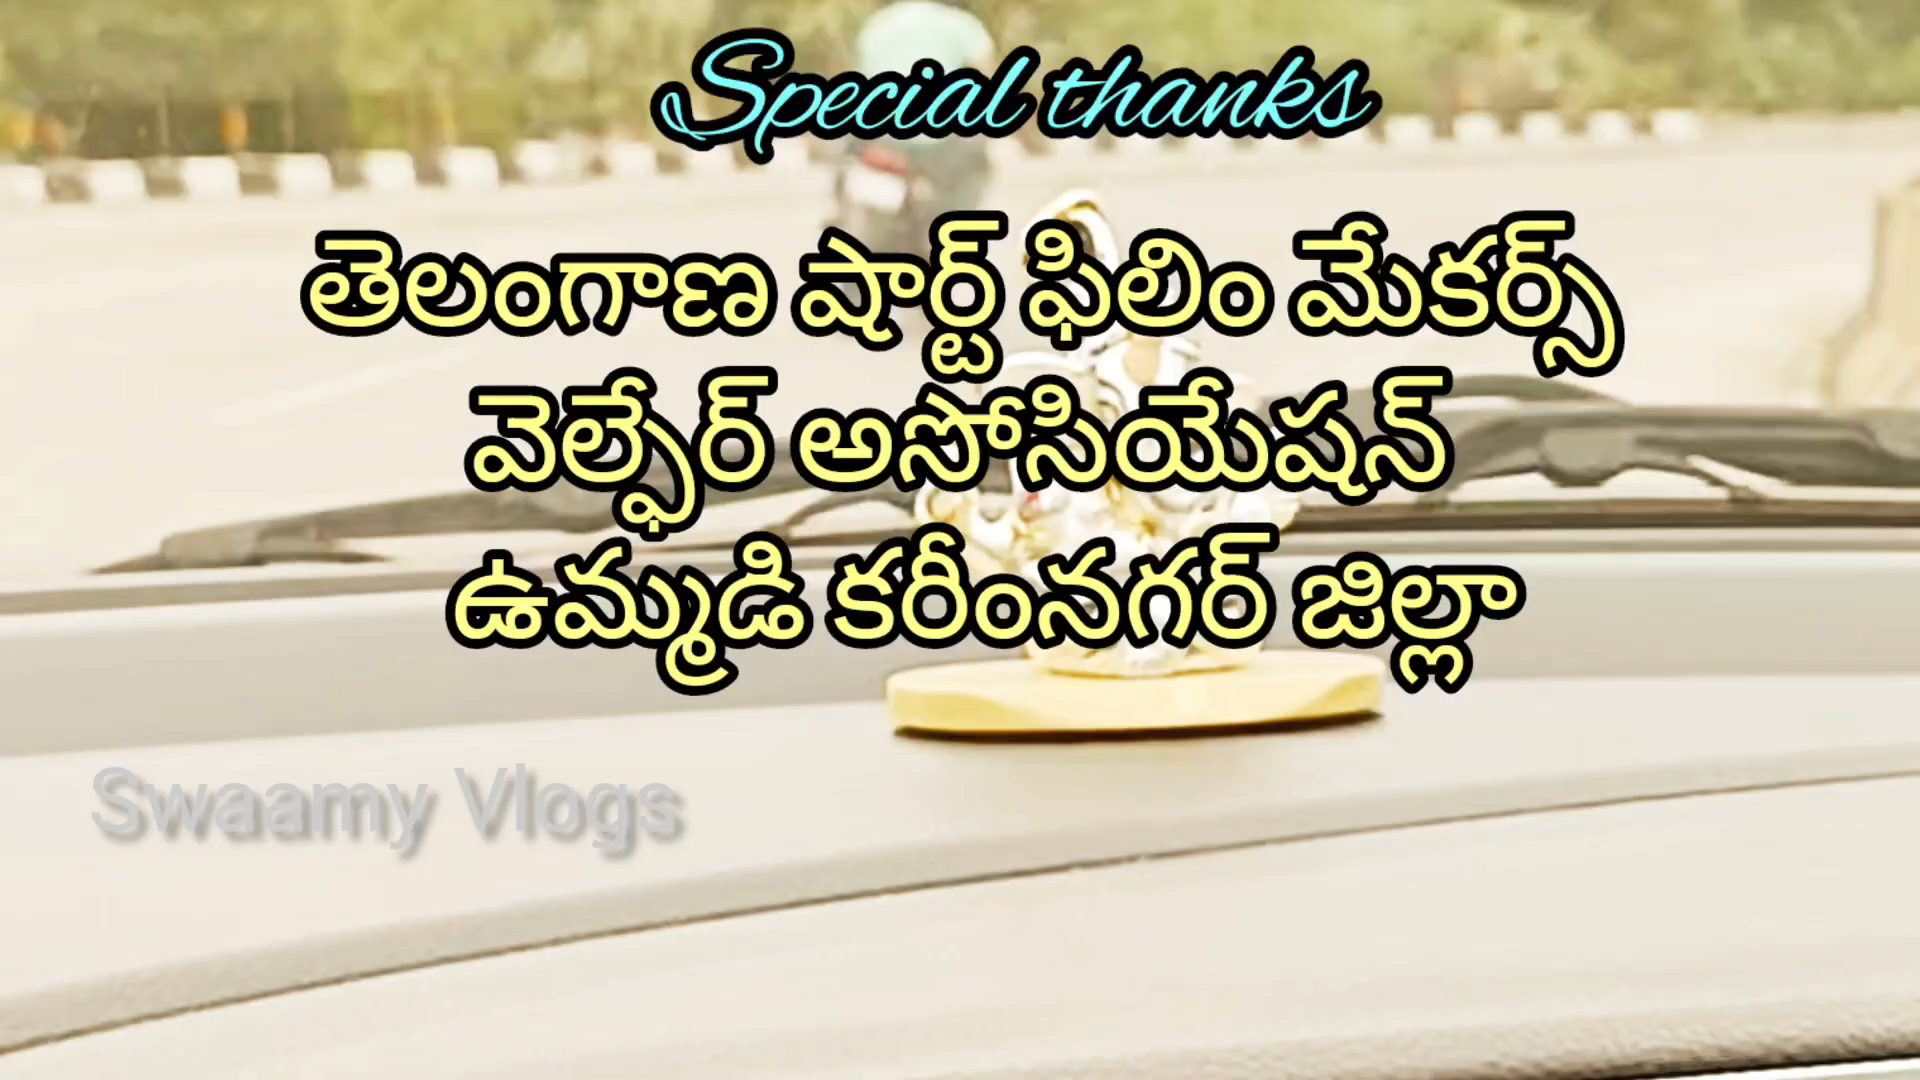 Special thanks
తెలంగాణ షార్ట్ ఫిలిం మేకర్స్
వెల్ఫేర్ అసోసియేషన్
ఉమ్మడి కరీంనగర్ జిల్లా
Swaamy Vlogs